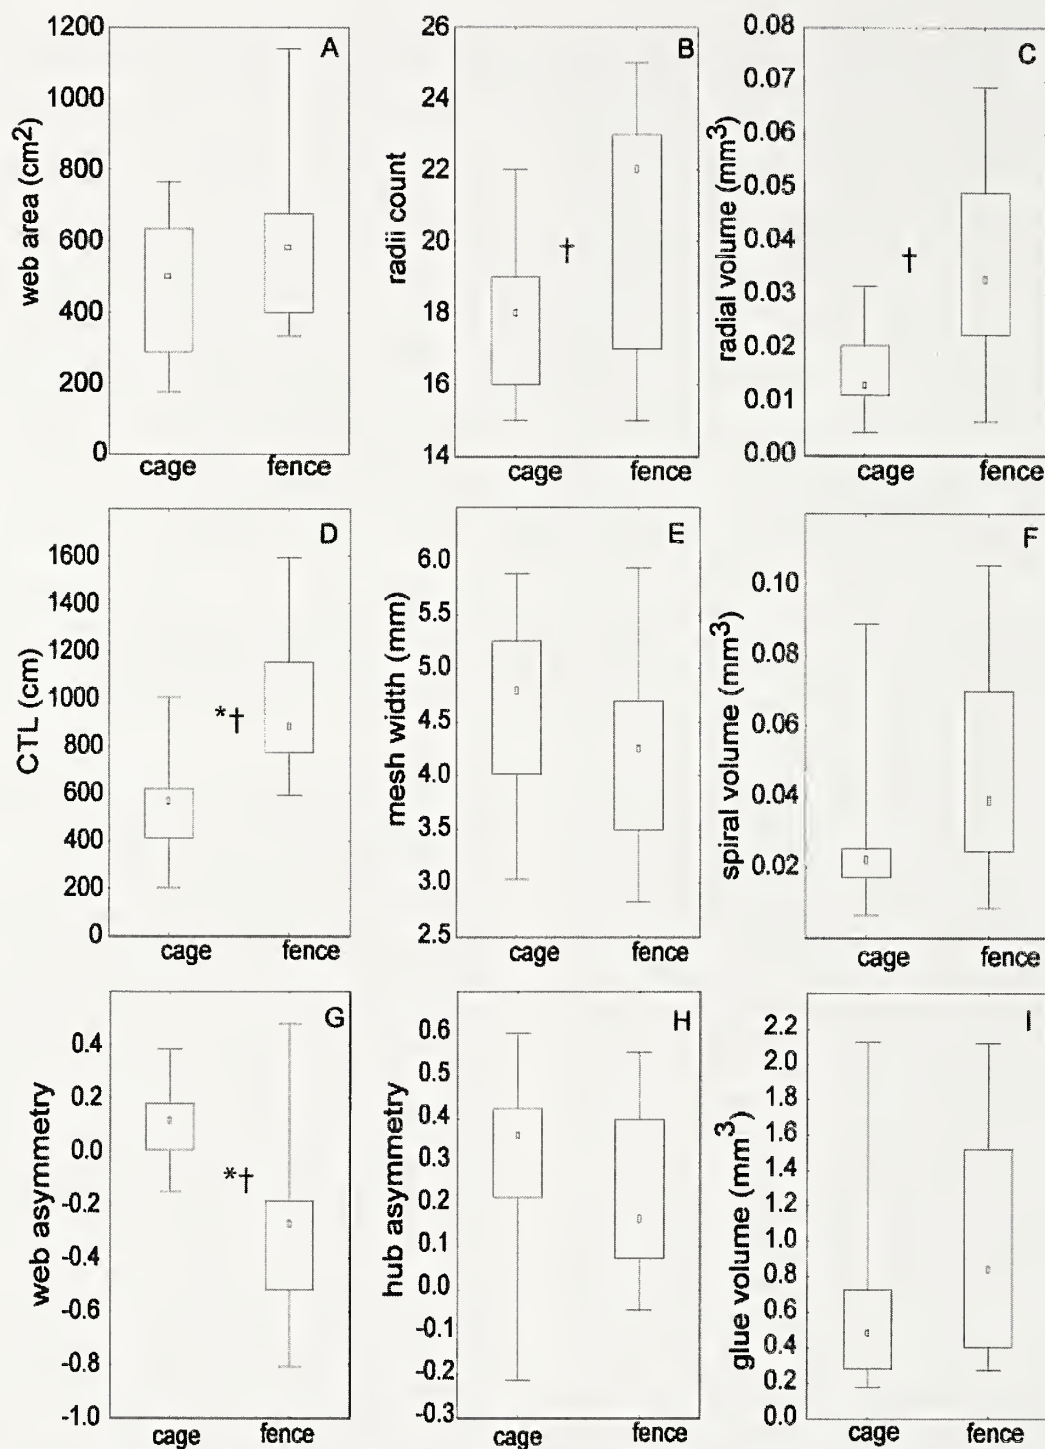 A
web area (cm2)
1200
1000
800
600
400
200
0
cage fence
B
radii count
26
24
22
20
18
16
14
†
cage fence
C
radial volume (mm3)
0.08
0.07
0.06
0.05
0.04
0.03
0.02
0.01
0.00
†
cage fence
D
CTL (cm)
1600
1400
1200
1000
800
600
400
200
0
*†
cage fence
E
mesh width (mm)
6.0
5.5
5.0
4.5
4.0
3.5
3.0
2.5
cage fence
F
spiral volume (mm3)
0.10
0.08
0.06
0.04
0.02
cage fence
G
web asymmetry
0.4
0.2
0.0
-0.2
-0.4
-0.6
-0.8
-1.0
*†
cage fence
H
hub asymmetry
0.6
0.5
0.4
0.3
0.2
0.1
0.0
-0.1
-0.2
-0.3
cage fence
I
glue volume (mm3)
2.2
2.0
1.8
1.6
1.4
1.2
1.0
0.8
0.6
0.4
0.2
0.0
cage fence